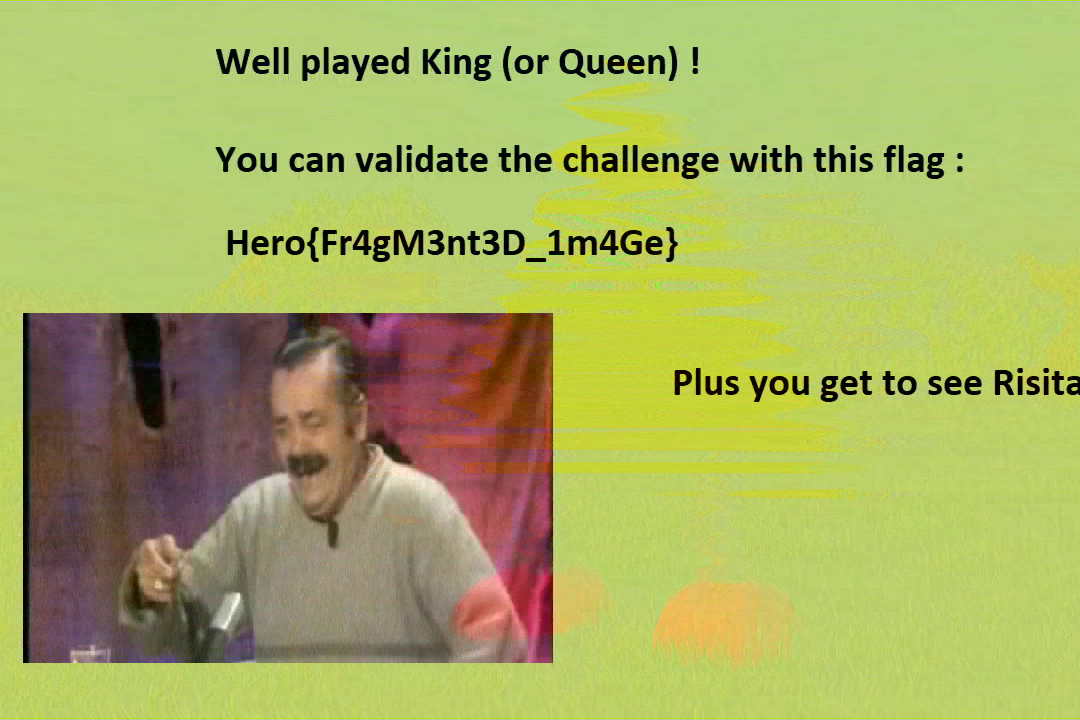 Well played King (or Queen) !
You can validate the challenge with this flag :
Hero{Fr4gM3nt3D_1m4Ge}
Plus you get to see Risita